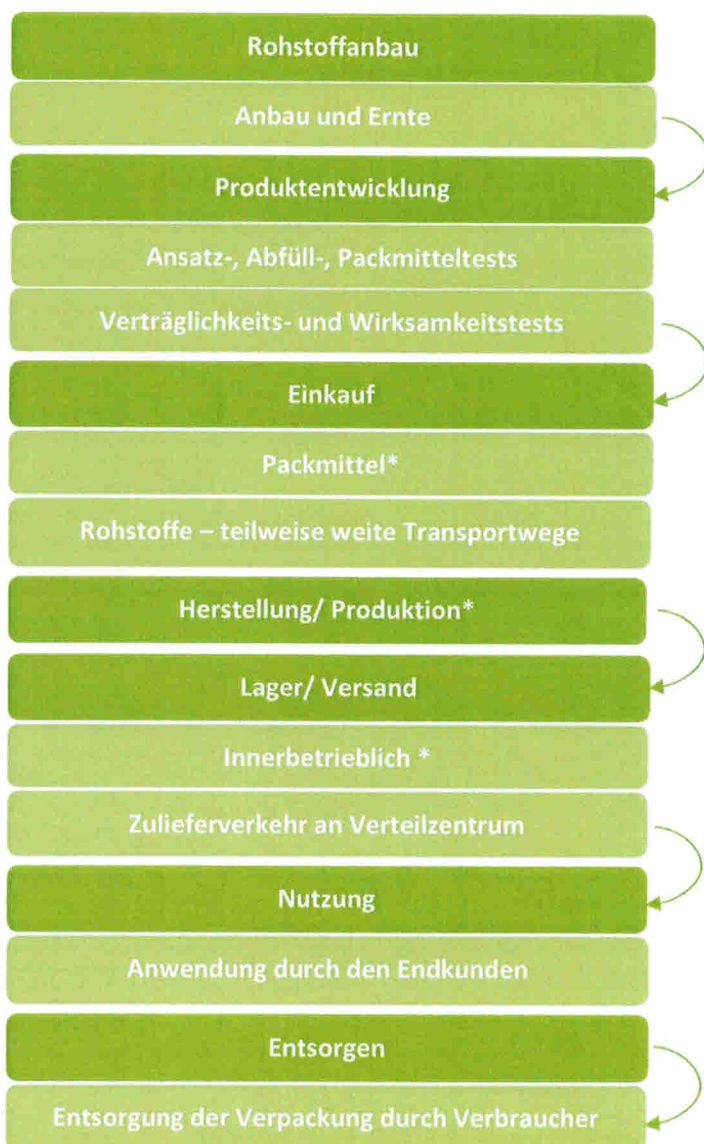 Rohstoffanbau
Anbau und Ernte
Produktentwicklung
Ansatz-, Abfüll-, Packmitteltests
Verträglichkeits- und Wirksamkeitstests
Einkauf
Packmittel*
Rohstoffe – teilweise weite Transportwege
Herstellung/ Produktion*
Lager/ Versand
Innerbetrieblich *
Zulieferverkehr an Verteilzentrum
Nutzung
Anwendung durch den Endkunden
Entsorgen
Entsorgung der Verpackung durch Verbraucher